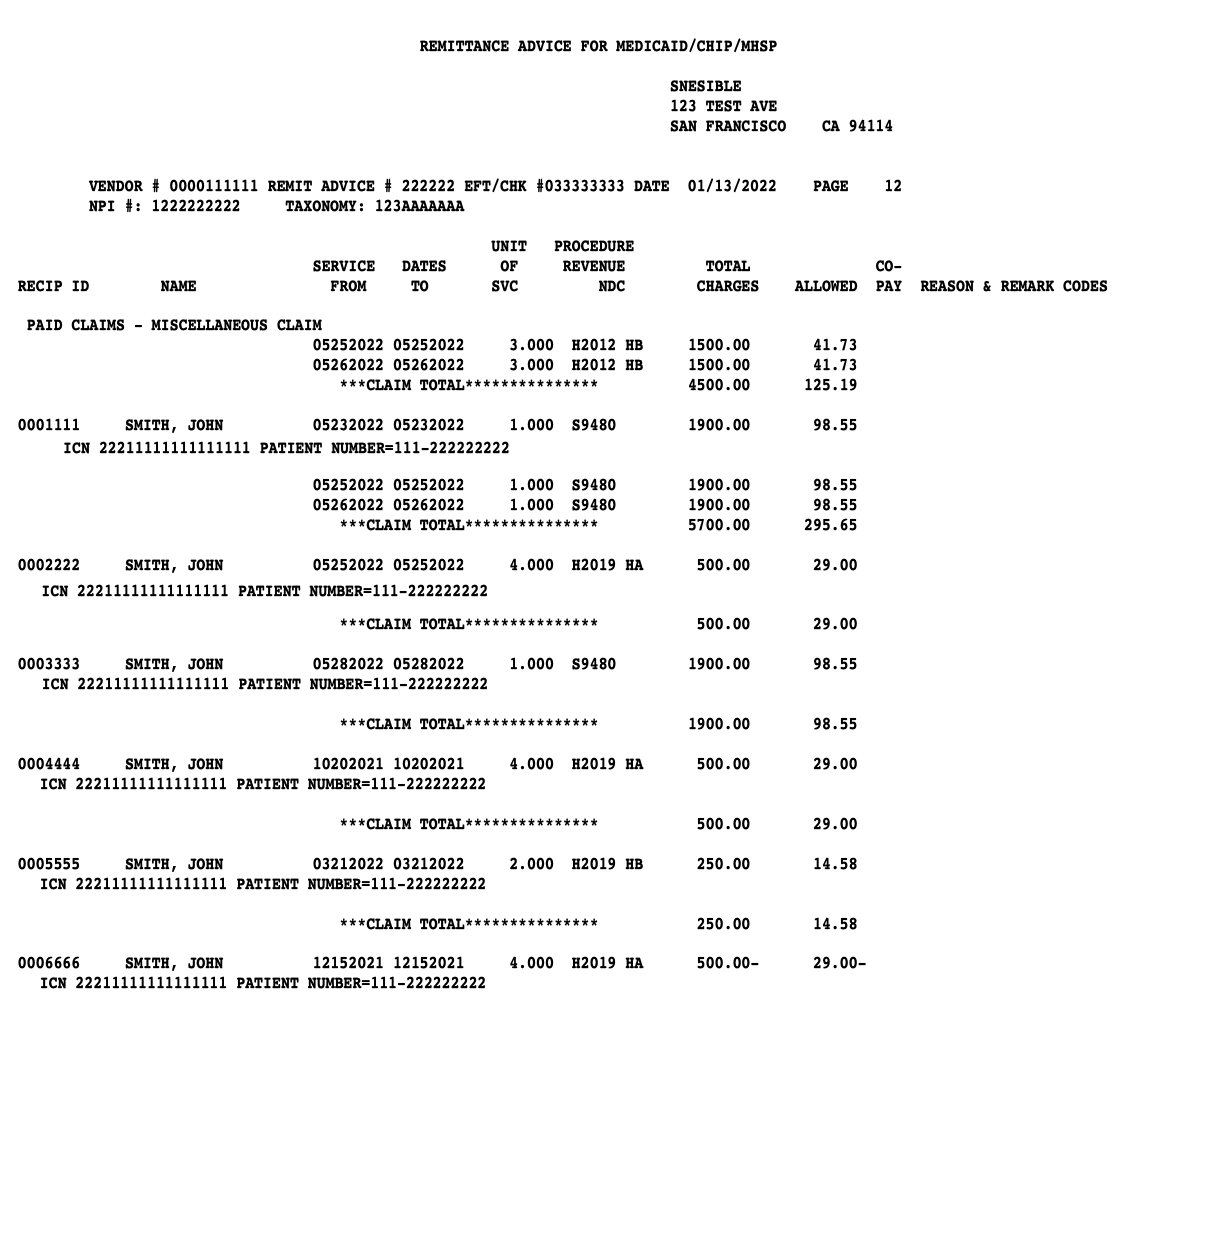 REMITTANCE ADVICE FOR MEDICAID/CHIP/MHSP
SNESIBLE
123 TEST AVE
SAN FRANCISCO CA 94114
VENDOR # 0000111111 REMIT ADVICE # 222222 EFT/CHK #033333333 DATE 01/13/2022 PAGE 12
NPI #: 1222222222 TAXONOMY: 123AAAAAAA
UNIT PROCEDURE
SERVICE DATES OF REVENUE TOTAL CO-
RECIP ID NAME FROM TO SVC NDC CHARGES ALLOWED PAY REASON & REMARK CODES
PAID CLAIMS - MISCELLANEOUS CLAIM
05252022 05252022 3.000 H2012 HB 1500.00 41.73
05262022 05262022 3.000 H2012 HB 1500.00 41.73
***CLAIM TOTAL*************** 4500.00 125.19
0001111 SMITH, JOHN 05232022 05232022 1.000 S9480 1900.00 98.55
ICN 22211111111111111 PATIENT NUMBER=111-222222222
05252022 05252022 1.000 S9480 1900.00 98.55
05262022 05262022 1.000 S9480 1900.00 98.55
***CLAIM TOTAL*************** 5700.00 295.65
0002222 SMITH, JOHN 05252022 05252022 4.000 H2019 HA 500.00 29.00
ICN 22211111111111111 PATIENT NUMBER=111-222222222
***CLAIM TOTAL*************** 500.00 29.00
0003333 SMITH, JOHN 05282022 05282022 1.000 S9480 1900.00 98.55
ICN 22211111111111111 PATIENT NUMBER=111-222222222
***CLAIM TOTAL*************** 1900.00 98.55
0004444 SMITH, JOHN 10202021 10202021 4.000 H2019 HA 500.00 29.00
ICN 22211111111111111 PATIENT NUMBER=111-222222222
***CLAIM TOTAL*************** 500.00 29.00
0005555 SMITH, JOHN 03212022 03212022 2.000 H2019 HB 250.00 14.58
ICN 22211111111111111 PATIENT NUMBER=111-222222222
***CLAIM TOTAL*************** 250.00 14.58
0006666 SMITH, JOHN 12152021 12152021 4.000 H2019 HA 500.00- 29.00-
ICN 22211111111111111 PATIENT NUMBER=111-222222222